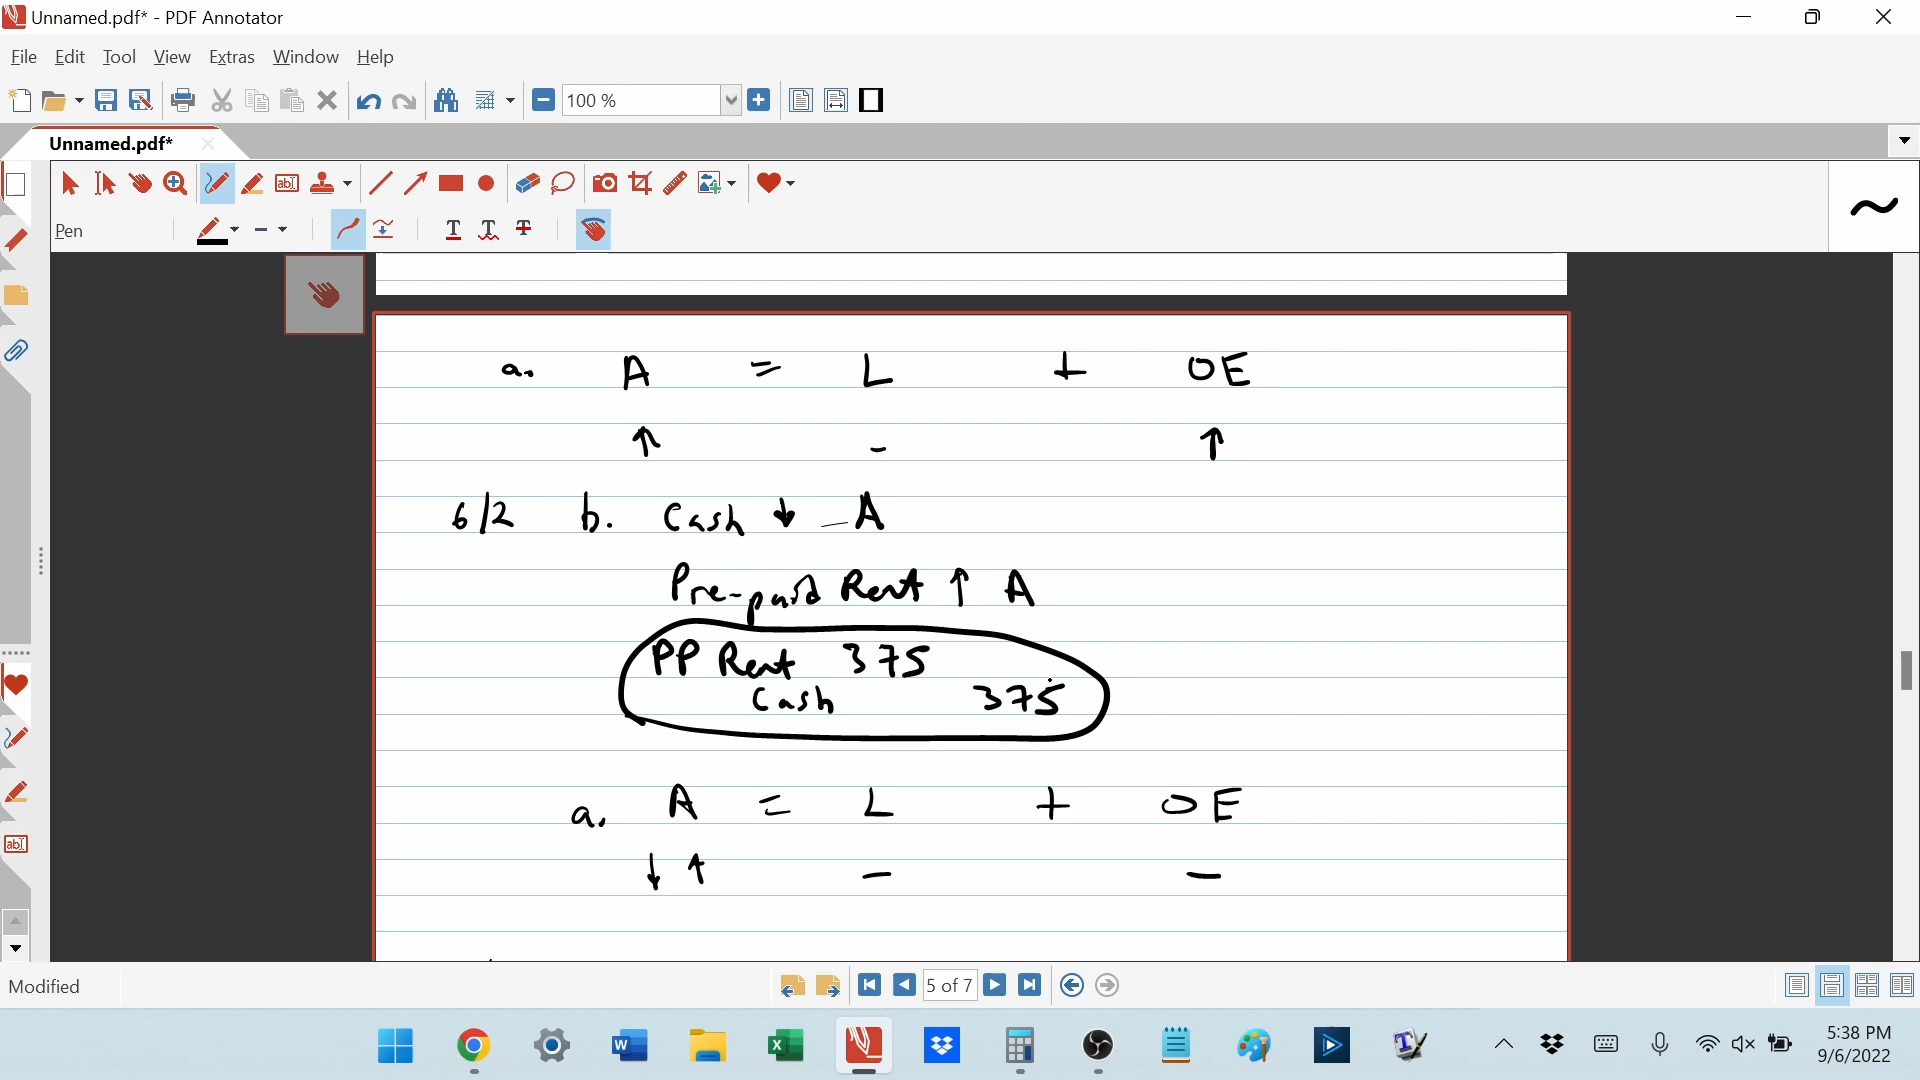 Unnamed.pdf* - PDF Annotator
File Edit Tool View Extras Window Help
100 %
Unnamed.pdf*
Pen
a. A = L + OE
↑ - ↑
6/2 b. Cash ↓ - A
Pre-paid Rent ↑ A
PP Rent 375
Cash 375
a. A = L + OE
↓ ↑ - -
Modified
5 of 7
5:38 PM
9/6/2022